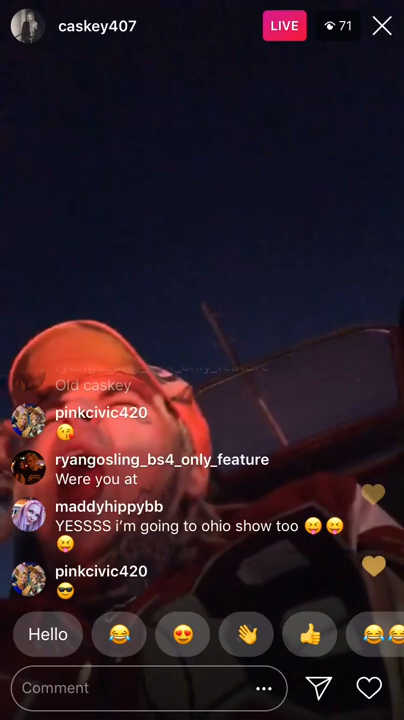 caskey407
LIVE
71
ryangosling_bs4_only_feature
Old caskey
pinkcivic420
😘
ryangosling_bs4_only_feature
Were you at
maddyhippybb
YESSSS i’m going to ohio show too 😝 😝
😝
pinkcivic420
😎
Hello 😂 😍 👋 👍 😂😂
Comment